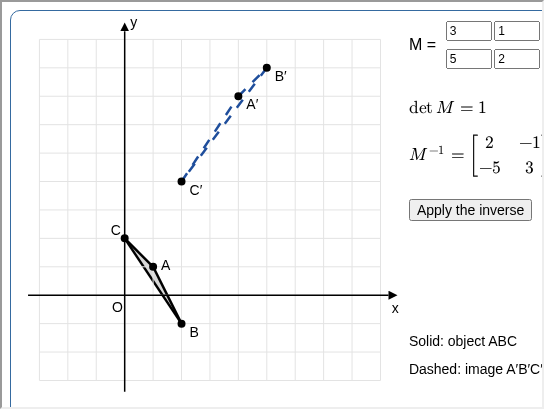 y
B′
A′
C′
C
A
O
B
x
M =
3 1
5 2
det M = 1
M⁻¹ = [ 2 −1
−5 3
Apply the inverse
Solid: object ABC
Dashed: image A′B′C′